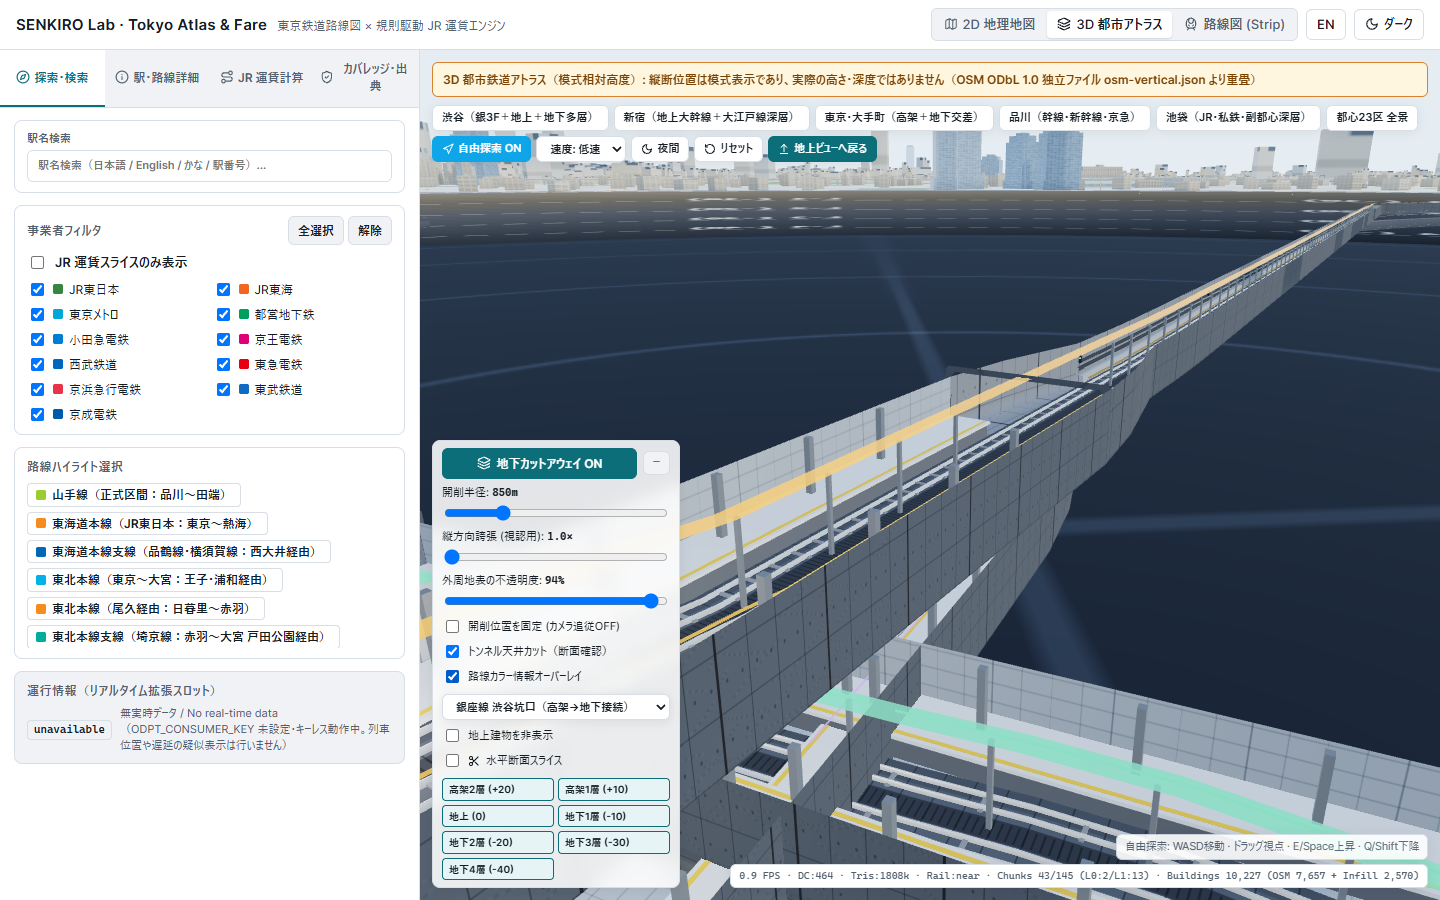 SENKIRO Lab · Tokyo Atlas & Fare 東京鉄道路線図 × 規則駆動 JR 運賃エンジン
2D 地理地図 3D 都市アトラス 路線図 (Strip) EN ダーク
探索・検索 駅・路線詳細 JR 運賃計算 カバレッジ・出典
3D 都市鉄道アトラス（模式相対高度）: 縦断位置は模式表示であり、実際の高さ・深度ではありません（OSM ODbL 1.0 独立ファイル osm-vertical.json より重畳）
渋谷（銀3F＋地上＋地下多層） 新宿（地上大幹線＋大江戸線深層） 東京・大手町（高架＋地下交差） 品川（幹線・新幹線・京急） 池袋（JR・私鉄・副都心深層） 都心23区 全景
自由探索 ON 速度: 低速 夜間 リセット 地上ビューへ戻る
駅名検索
駅名検索（日本語 / English / かな / 駅番号）...
事業者フィルタ 全選択 解除
JR 運賃スライスのみ表示
JR東日本 JR東海
東京メトロ 都営地下鉄
小田急電鉄 京王電鉄
西武鉄道 東急電鉄
京浜急行電鉄 東武鉄道
京成電鉄
路線ハイライト選択
山手線（正式区間：品川〜田端）
東海道本線（JR東日本：東京〜熱海）
東海道本線支線（品鶴線・横須賀線：西大井経由）
東北本線（東京〜大宮：王子・浦和経由）
東北本線（尾久経由：日暮里〜赤羽）
東北本線支線（埼京線：赤羽〜大宮 戸田公園経由）
運行情報（リアルタイム拡張スロット）
unavailable
無実時データ / No real-time data
（ODPT_CONSUMER_KEY 未設定・キーレス動作中。列車
位置や遅延の疑似表示は行いません）
地下カットアウェイ ON −
開削半径: 850m
縦方向誇張 (視認用): 1.0×
外周地表の不透明度: 94%
開削位置を固定 (カメラ追従OFF)
トンネル天井カット（断面確認）
路線カラー情報オーバーレイ
銀座線 渋谷坑口（高架→地下接続）
地上建物を非表示
水平断面スライス
高架2層 (+20) 高架1層 (+10)
地上 (0) 地下1層 (-10)
地下2層 (-20) 地下3層 (-30)
地下4層 (-40)
自由探索: WASD移動 · ドラッグ視点 · E/Space上昇 · Q/Shift下降
0.9 FPS · DC:464 · Tris:1808k · Rail:near · Chunks 43/145 (L0:2/L1:13) · Buildings 10,227 (OSM 7,657 + Infill 2,570)